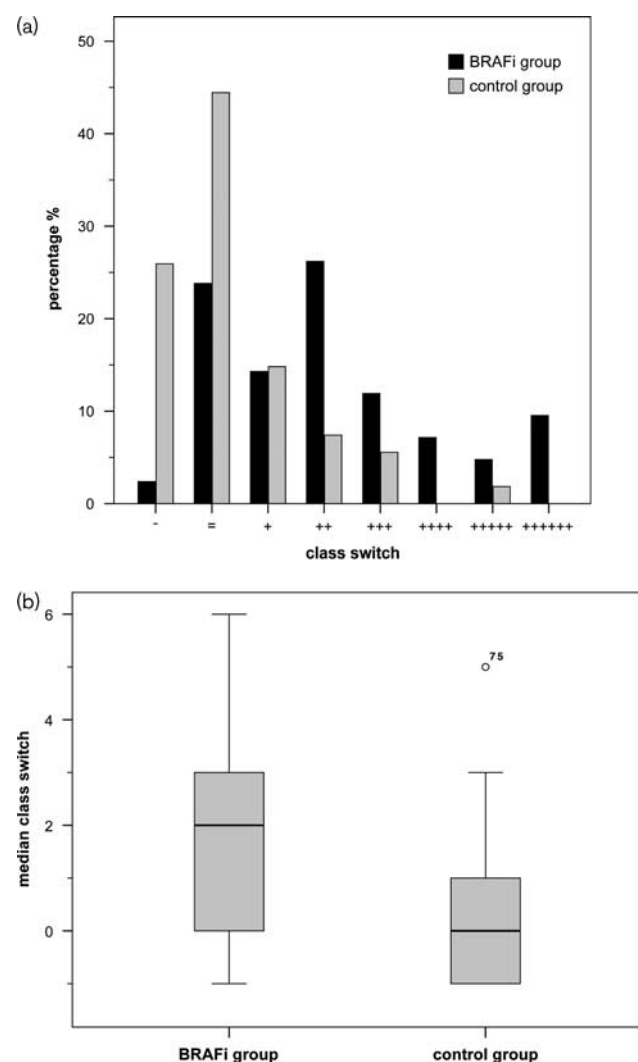 (a)
BRAFi group
control group
50
40
30
20
10
0
percentage %
- = + ++ +++ ++++ +++++ ++++++
class switch
(b)
6
4
2
0
median class switch
75
BRAFi group control group